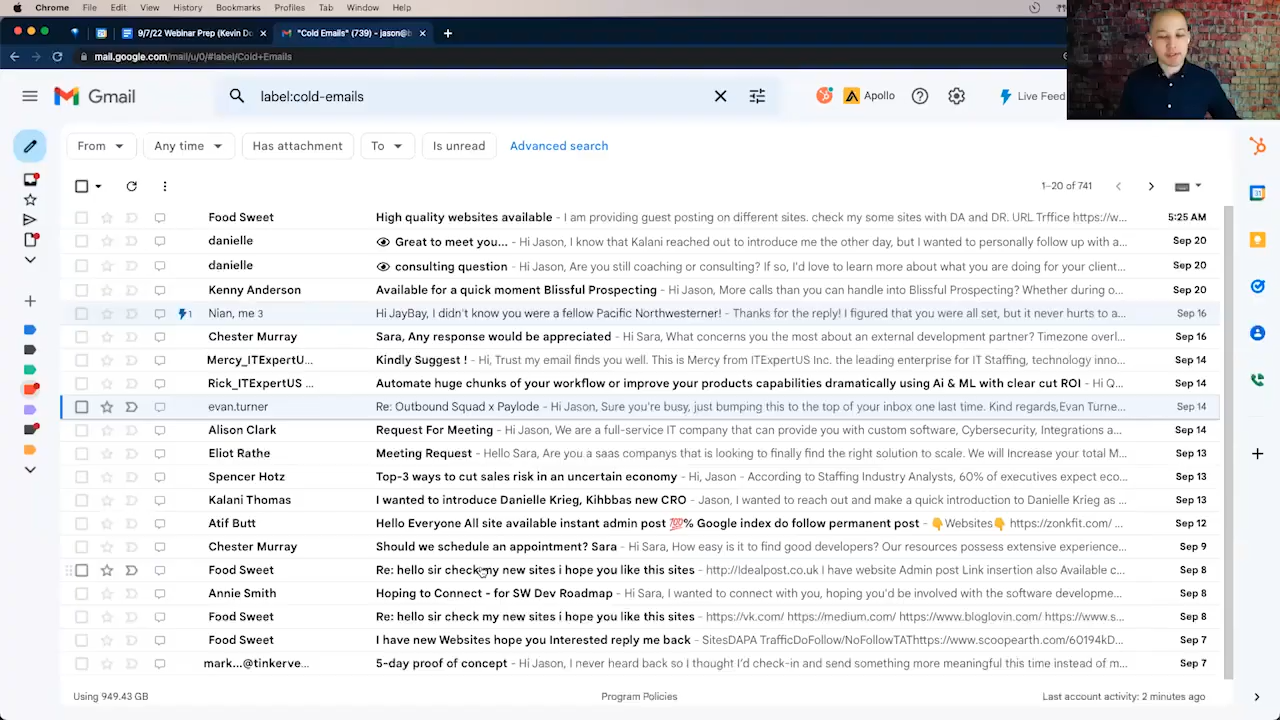 Chrome File Edit View History Bookmarks Profiles Tab Window Help
9/7/22 Webinar Prep (Kevin Do × "Cold Emails" (739) - jason@b × +
mail.google.com/mail/u/0/#label/Cold+Emails
Gmail label:cold-emails Apollo Live Feed
From Any time Has attachment To Is unread Advanced search
1–20 of 741
Food Sweet High quality websites available - I am providing guest posting on different sites. check my some sites with DA and DR. URL Trffice https://w... 5:25 AM
danielle Great to meet you... - Hi Jason, I know that Kalani reached out to introduce me the other day, but I wanted to personally follow up with a... Sep 20
danielle consulting question - Hi Jason, Are you still coaching or consulting? If so, I'd love to learn more about what you are doing for your client... Sep 20
Kenny Anderson Available for a quick moment Blissful Prospecting - Hi Jason, More calls than you can handle into Blissful Prospecting? Whether during o... Sep 20
1 Nian, me 3 Hi JayBay, I didn't know you were a fellow Pacific Northwesterner! - Thanks for the reply! I figured that you were all set, but it never hurts to a... Sep 16
Chester Murray Sara, Any response would be appreciated - Hi Sara, What concerns you the most about an external development partner? Timezone overl... Sep 16
Mercy_ITExpertU... Kindly Suggest ! - Hi, Trust my email finds you well. This is Mercy from ITExpertUS Inc. the leading enterprise for IT Staffing, technology inno... Sep 14
Rick_ITExpertUS ... Automate huge chunks of your workflow or improve your products capabilities dramatically using Ai & ML with clear cut ROI - Hi Q... Sep 14
evan.turner Re: Outbound Squad x Paylode - Hi Jason, Sure you're busy, just bumping this to the top of your inbox one last time. Kind regards,Evan Turne... Sep 14
Alison Clark Request For Meeting - Hi Jason, We are a full-service IT company that can provide you with custom software, Cybersecurity, Integrations a... Sep 14
Eliot Rathe Meeting Request - Hello Sara, Are you a saas companys that is looking to finally find the right solution to scale. We will Increase your total M... Sep 13
Spencer Hotz Top-3 ways to cut sales risk in an uncertain economy - Hi, Jason, According to Staffing Industry Analysts, 60% of executives expect eco... Sep 13
Kalani Thomas I wanted to introduce Danielle Krieg, Kihbbas new CRO - Jason, I wanted to reach out and make a quick introduction to Danielle Krieg as ... Sep 13
Atif Butt Hello Everyone All site available instant admin post 💯% Google index do follow permanent post - 👇Websites👇 https://zonkfit.com/ ... Sep 12
Chester Murray Should we schedule an appointment? Sara - Hi Sara, How easy is it to find good developers? Our resources possess extensive experience... Sep 9
Food Sweet Re: hello sir check my new sites i hope you like this sites - http://Idealpost.co.uk I have website Admin post Link insertion also Available c... Sep 8
Annie Smith Hoping to Connect - for SW Dev Roadmap - Hi Sara, I wanted to connect with you, hoping you'd be involved with the software developme... Sep 8
Food Sweet Re: hello sir check my new sites i hope you like this sites - https://vk.com/ https://medium.com/ https://www.bloglovin.com/ https://www.s... Sep 8
Food Sweet I have new Websites hope you Interested reply me back - SitesDAPA TrafficDoFollow/NoFollowTAThttps://www.scoopearth.com/60194kD... Sep 7
mark...@tinkerve... 5-day proof of concept - Hi Jason, I never heard back so I thought I'd check-in and send something more meaningful this time instead of m... Sep 7
Using 949.43 GB Program Policies Last account activity: 2 minutes ago